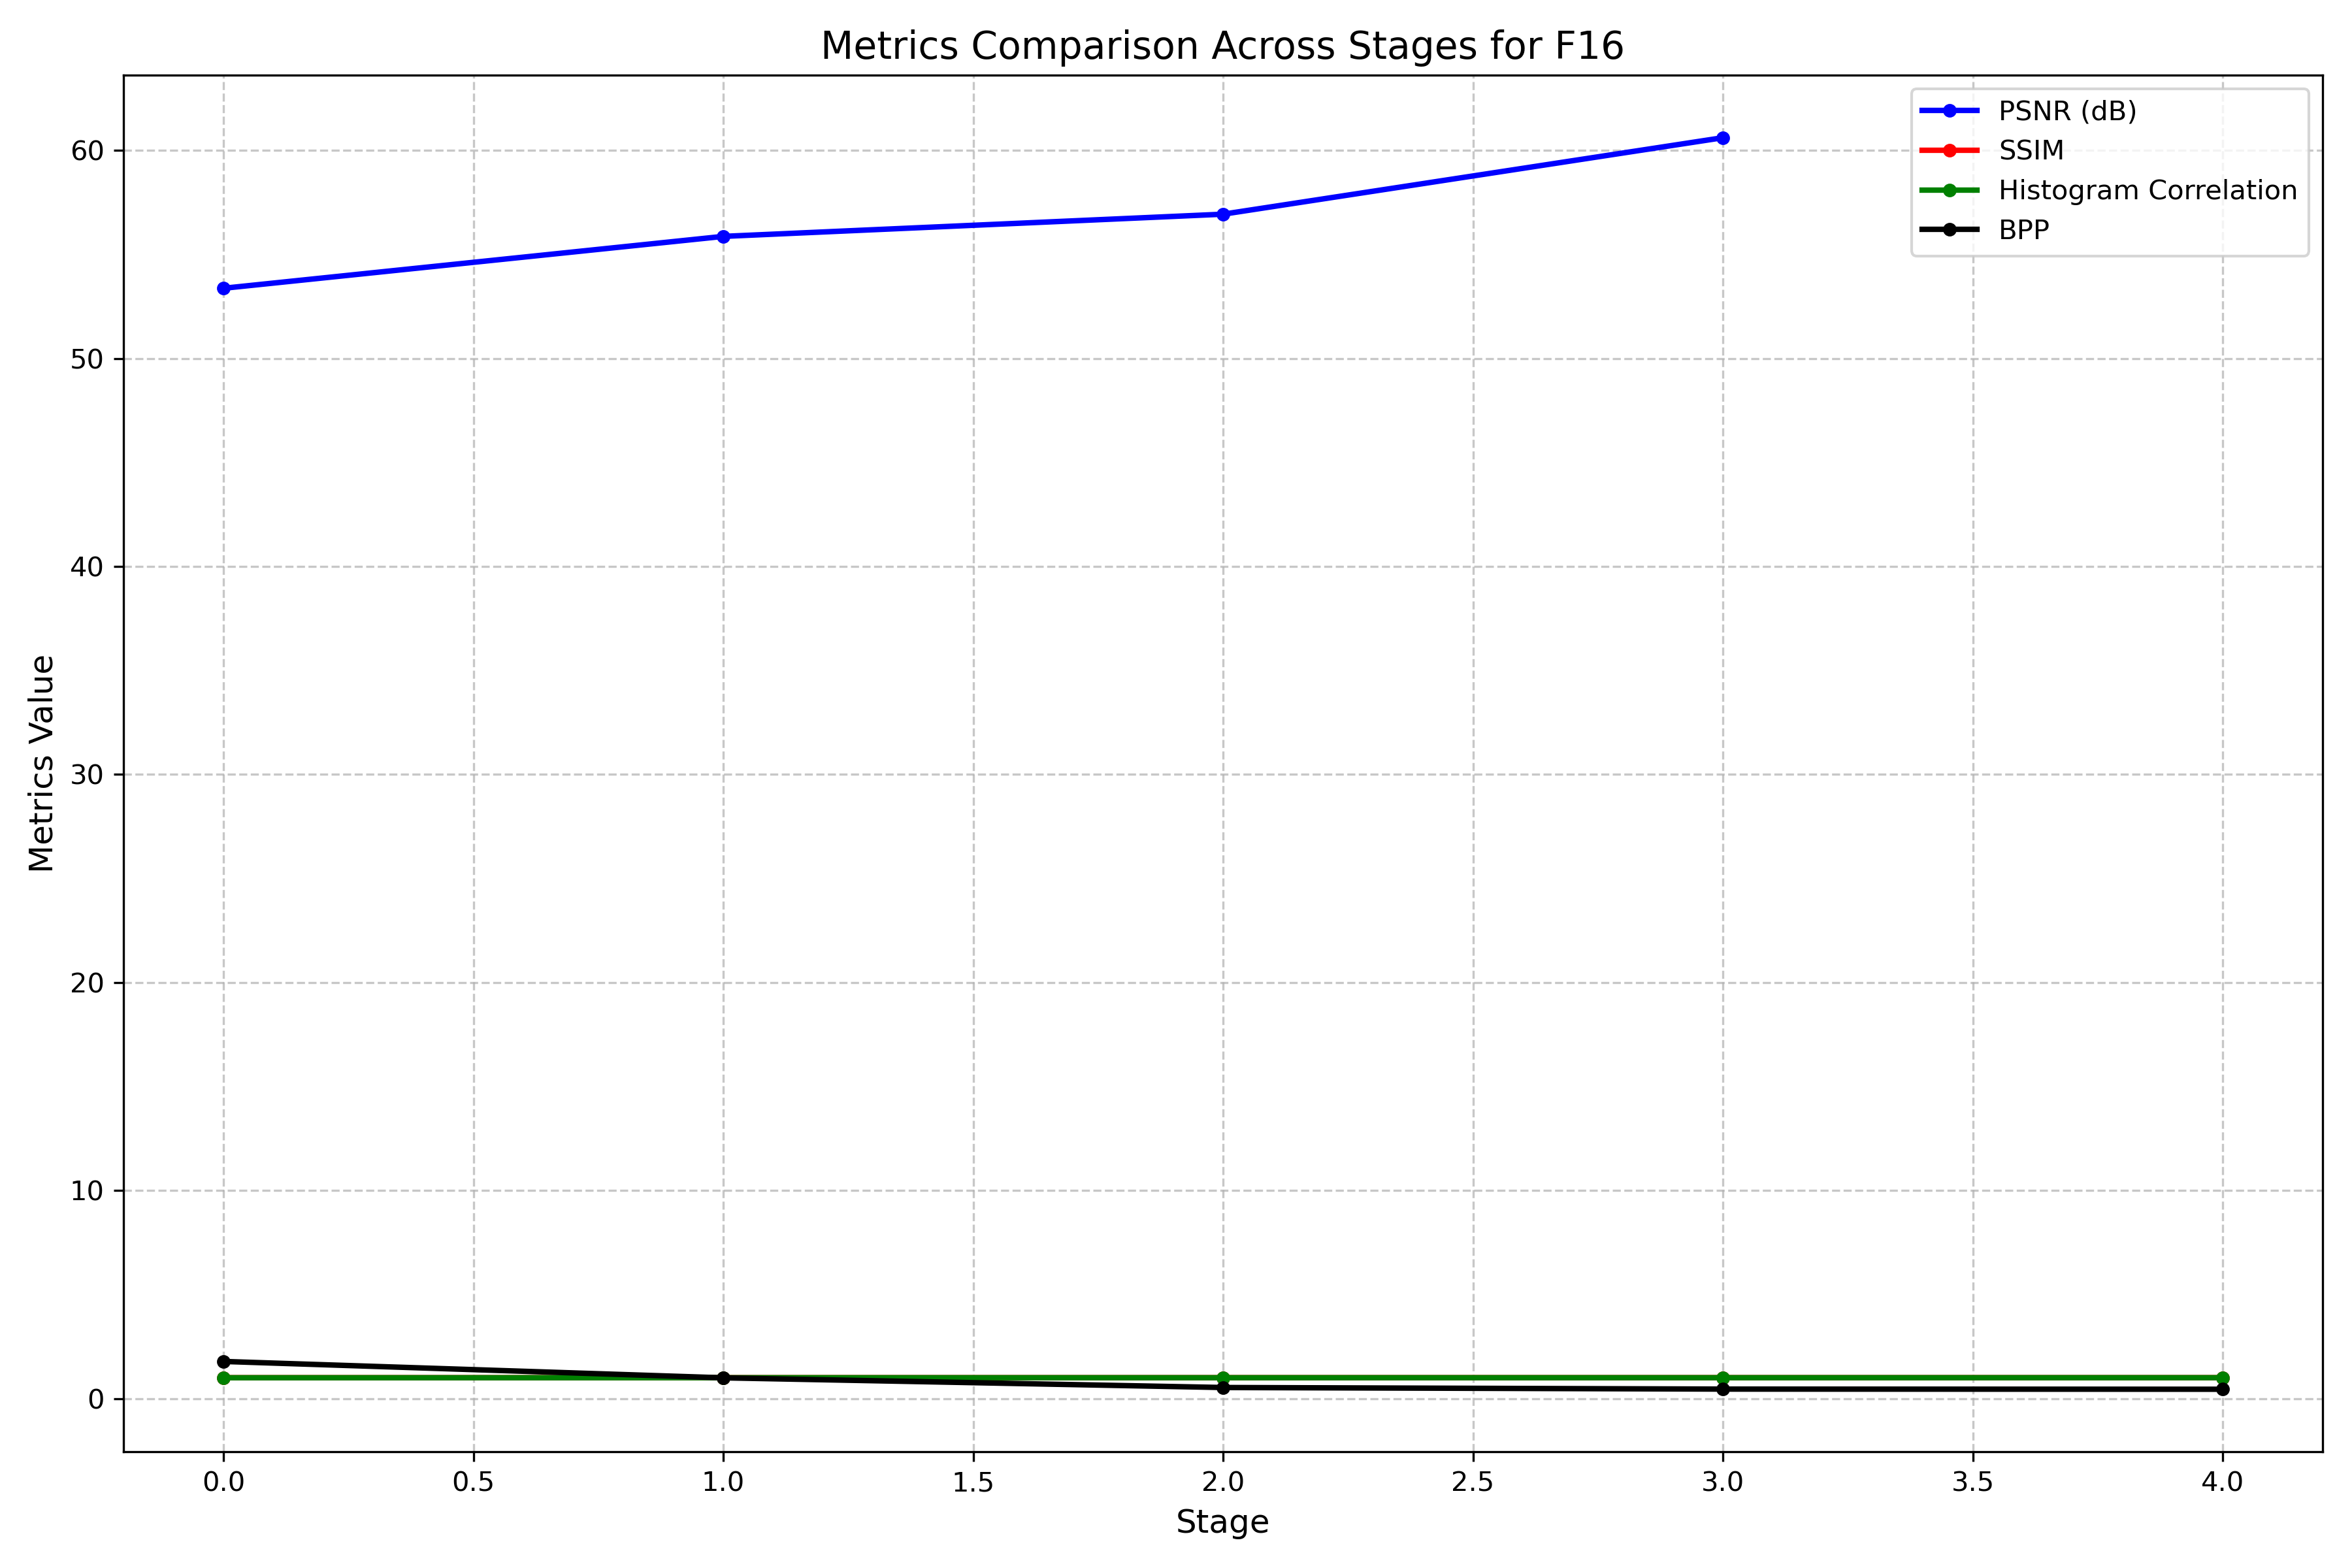 Metrics Comparison Across Stages for F16
PSNR (dB)
SSIM
Histogram Correlation
BPP
Metrics Value
60
50
40
30
20
10
0
0.0 0.5 1.0 1.5 2.0 2.5 3.0 3.5 4.0
Stage